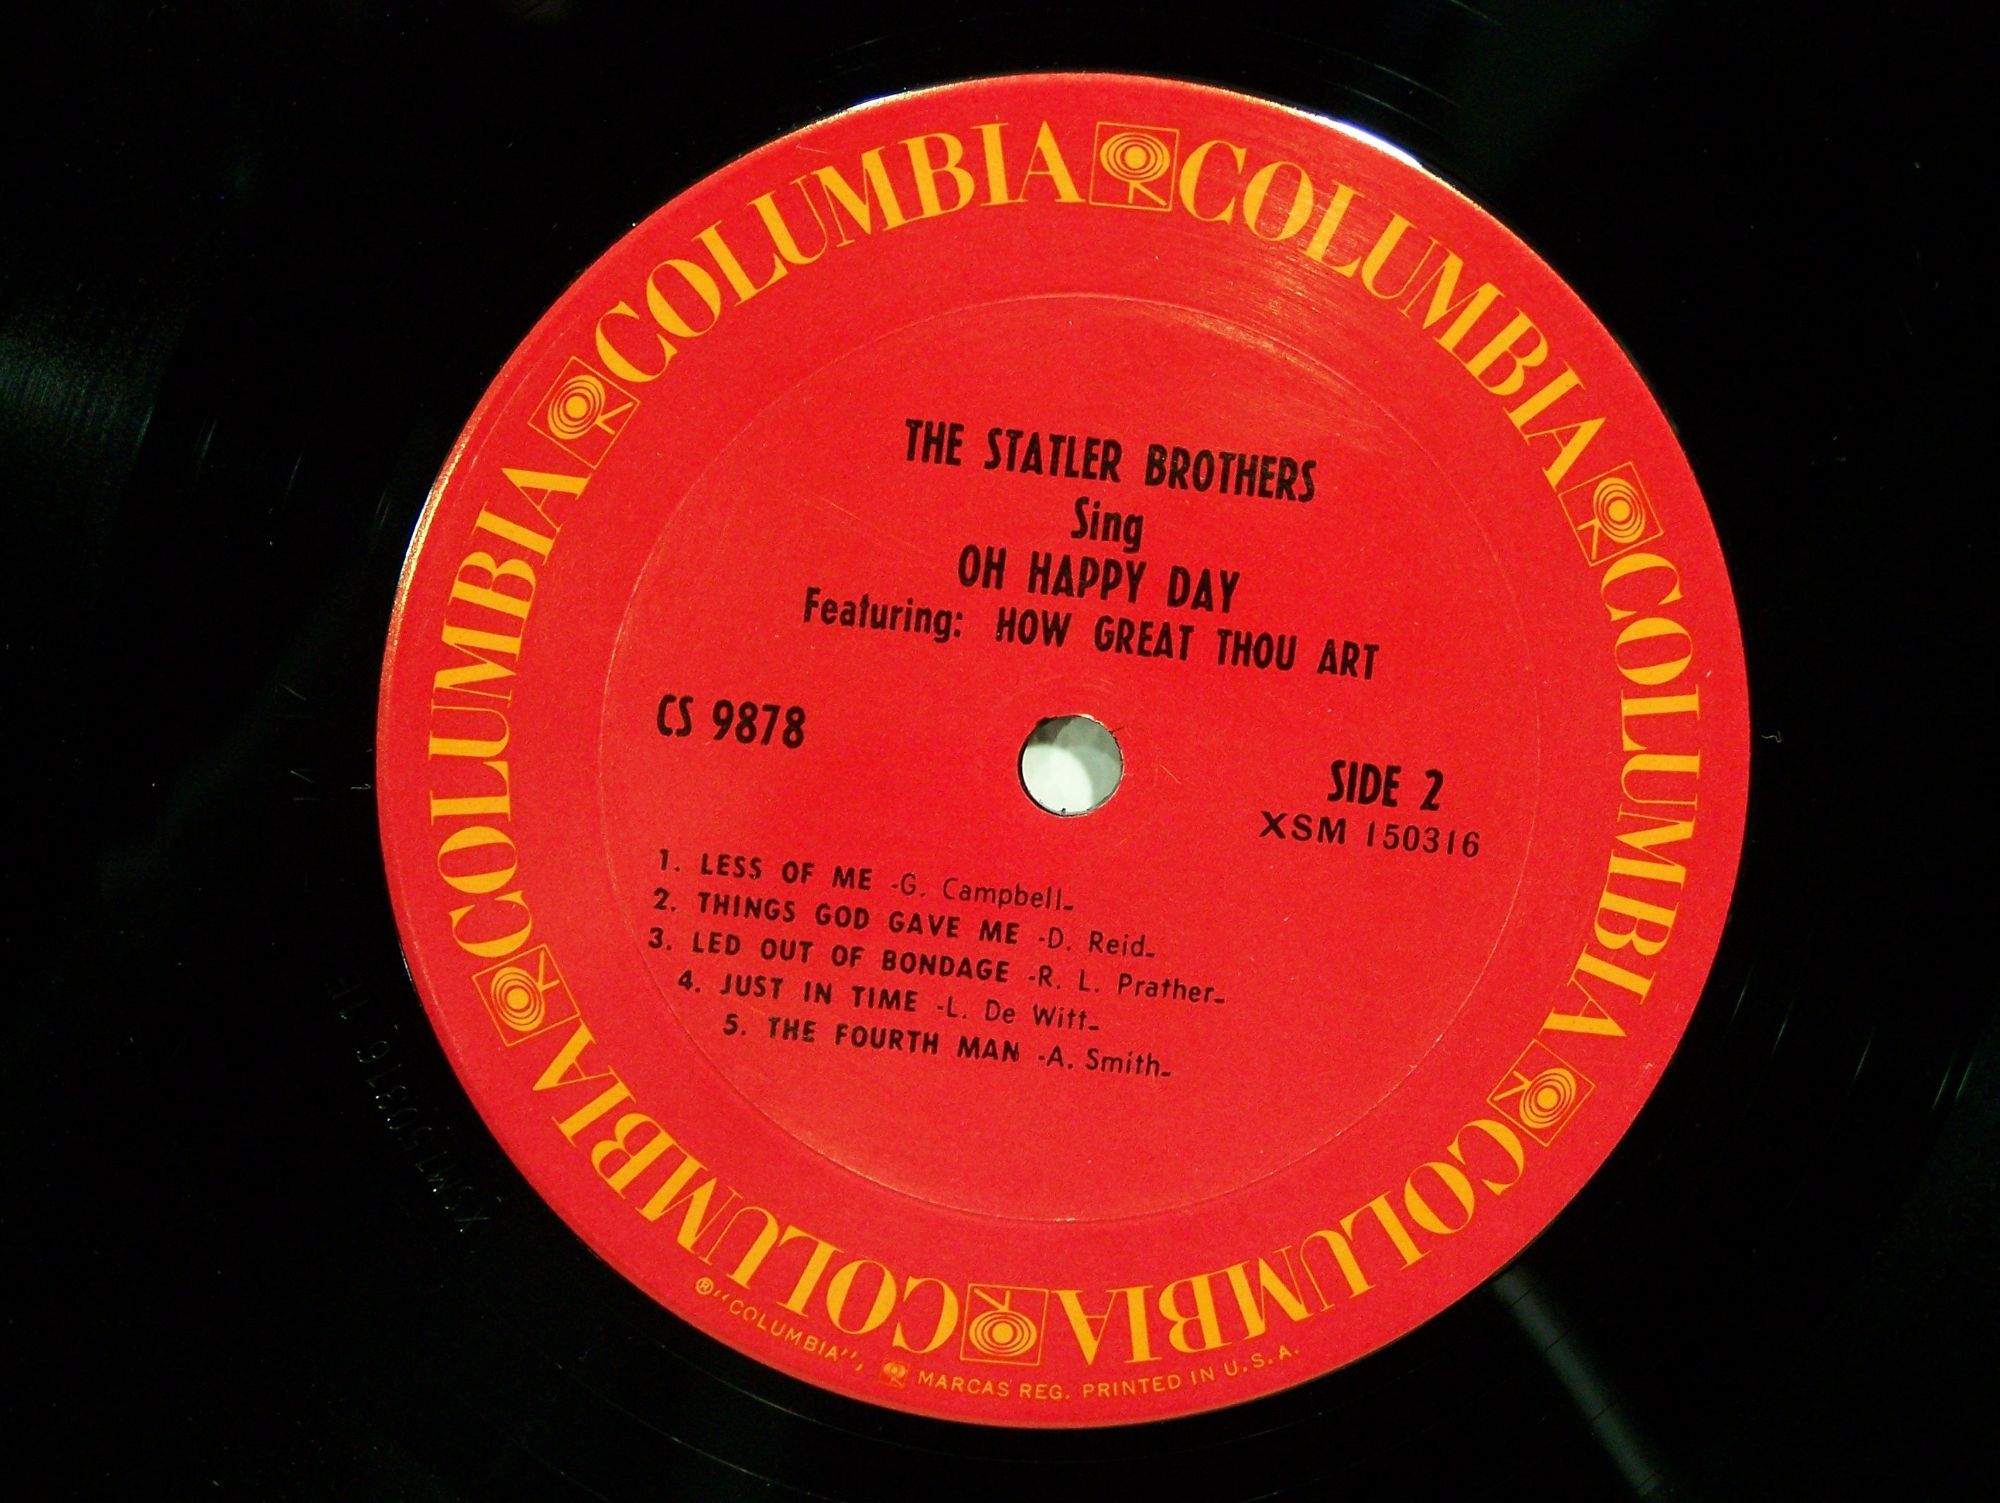 COLUMBIA COLUMBIA COLUMBIA COLUMBIA COLUMBIA COLUMBIA
THE STATLER BROTHERS
Sing
OH HAPPY DAY
Featuring: HOW GREAT THOU ART
CS 9878
SIDE 2
XSM 150316
1. LESS OF ME -G. Campbell-
2. THINGS GOD GAVE ME -D. Reid-
3. LED OUT OF BONDAGE -R. L. Prather-
4. JUST IN TIME -L. De Witt-
5. THE FOURTH MAN -A. Smith-
® "COLUMBIA", MARCAS REG. PRINTED IN U.S.A.